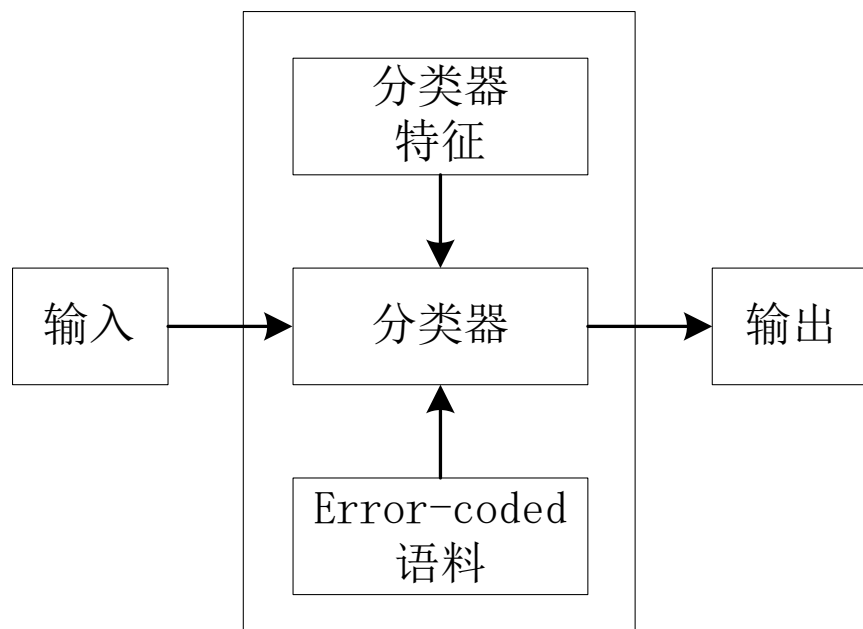 分类器
特征
输入
分类器
输出
Error-coded
语料